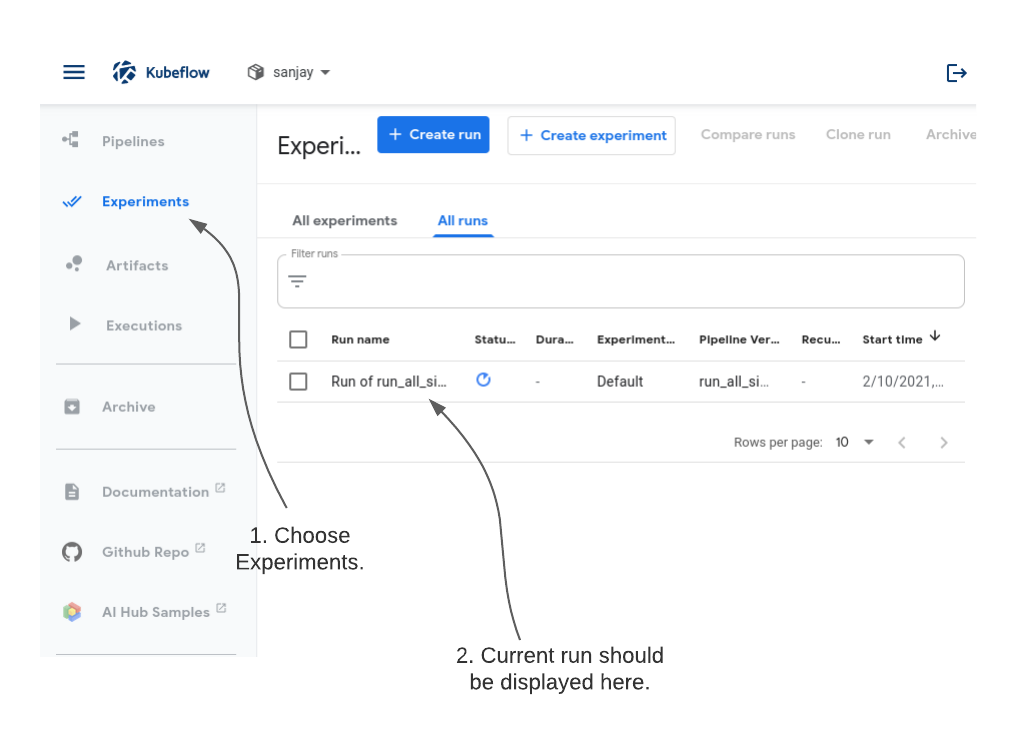 Kubeflow
sanjay
Pipelines
Experiments
Artifacts
Executions
Archive
Documentation
Github Repo
AI Hub Samples
Experi...
+ Create run
+ Create experiment
Compare runs
Clone run
Archive
All experiments
All runs
Filter runs
Run name
Statu...
Dura...
Experiment...
Pipeline Ver...
Recu...
Start time
Run of run_all_si...
-
Default
run_all_si...
-
2/10/2021,...
Rows per page: 10
1. Choose
Experiments.
2. Current run should
be displayed here.